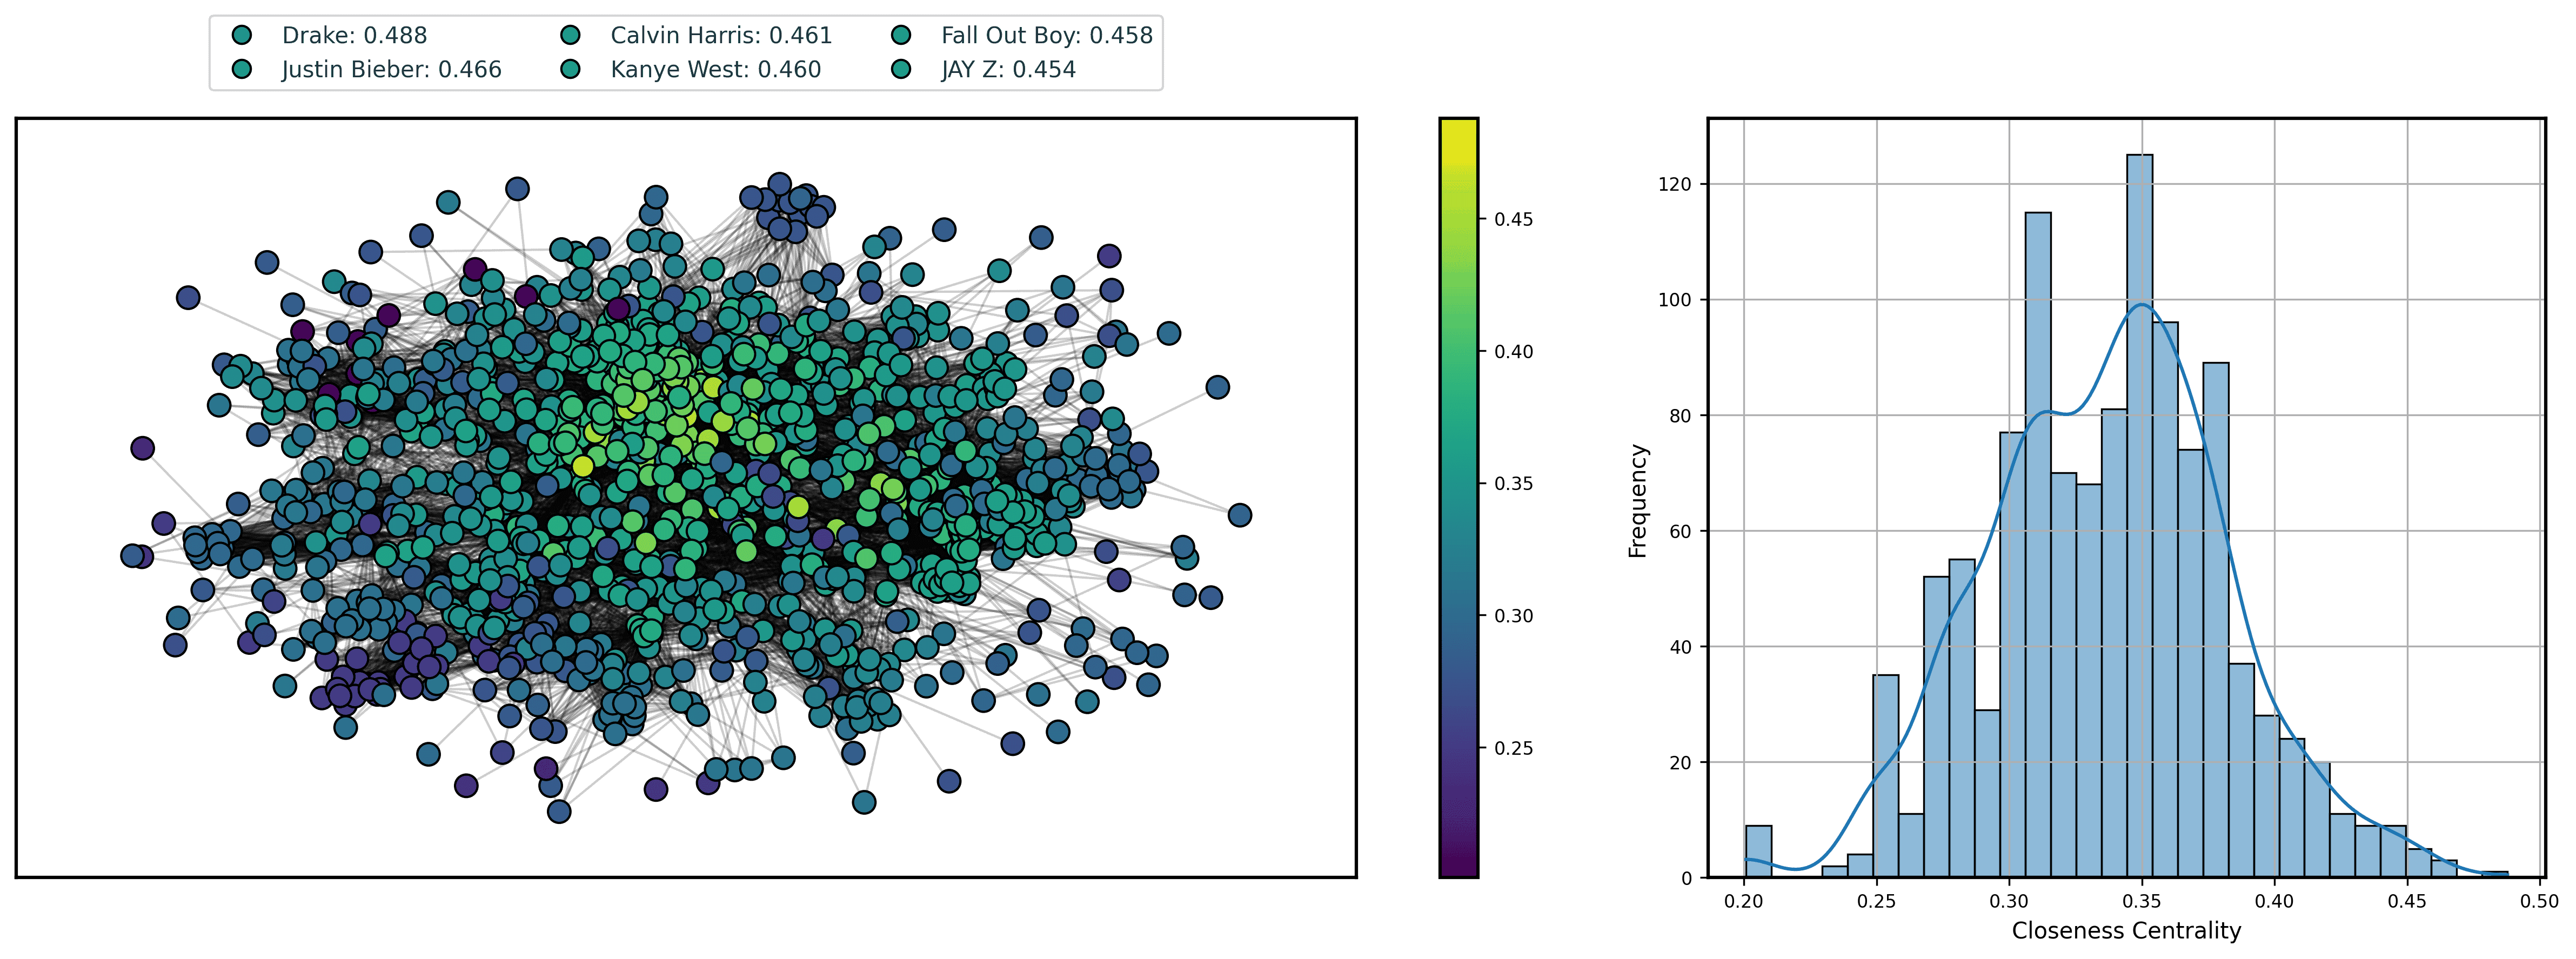 Drake: 0.488 Calvin Harris: 0.461 Fall Out Boy: 0.458
Justin Bieber: 0.466 Kanye West: 0.460 JAY Z: 0.454
0.45
0.40
0.35
0.30
0.25
120
100
80
60
40
20
0
Frequency
0.20 0.25 0.30 0.35 0.40 0.45 0.50
Closeness Centrality